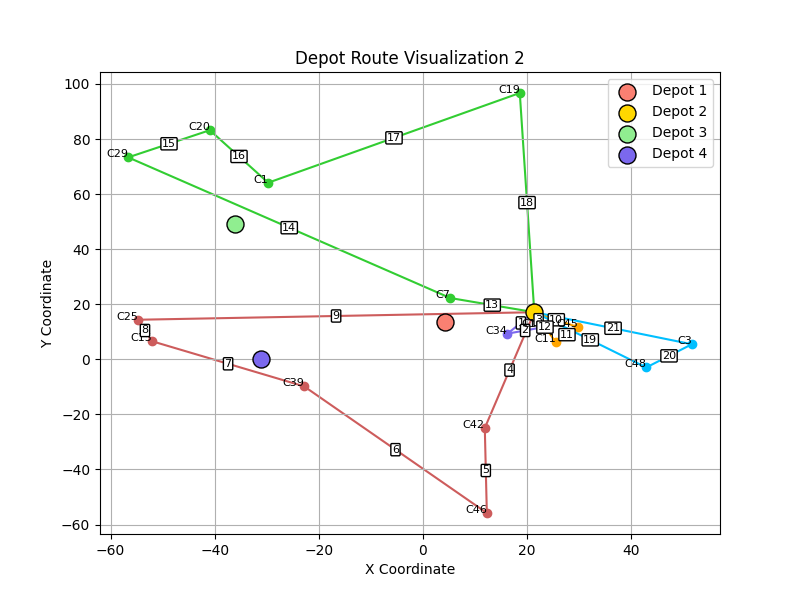 Depot Route Visualization 2
Depot 1
Depot 2
Depot 3
Depot 4
Y Coordinate
100
80
60
40
20
0
−20
−40
−60
−60
−40
−20
0
20
40
X Coordinate
C19
C20
C29
C1
C7
C25
C34
C11
C3
C48
C39
C42
C46
15
16
17
18
14
13
9
8
7
6
5
4
2
3
10
12
11
19
20
21